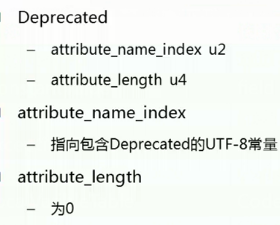 Deprecated
– attribute_name_index u2
– attribute_length u4
attribute_name_index
– 指向包含Deprecated的UTF-8常量
attribute_length
– 为0